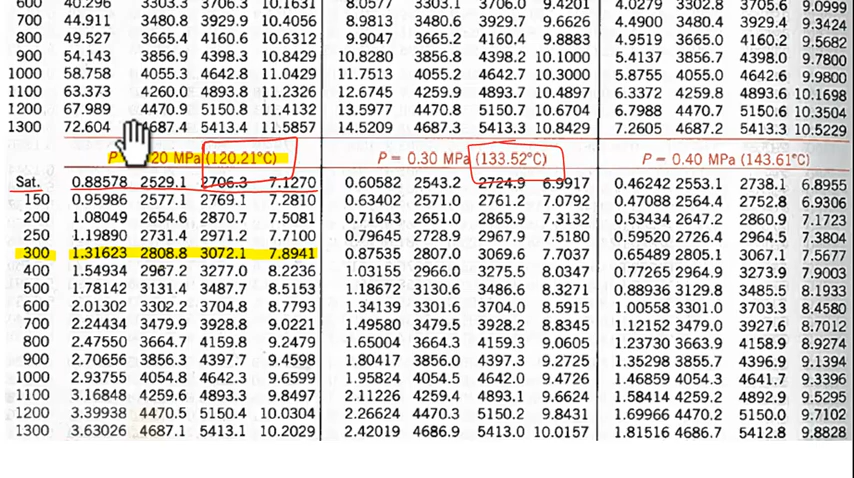 600 40.296 3303.3 3706.3 10.1631 8.0577 3303.1 3706.0 9.4201 4.0279 3302.8 3705.6 9.0999
700 44.911 3480.8 3929.9 10.4056 8.9813 3480.6 3929.7 9.6626 4.4900 3480.4 3929.4 9.3424
800 49.527 3665.4 4160.6 10.6312 9.9047 3665.2 4160.4 9.8883 4.9519 3665.0 4160.2 9.5682
900 54.143 3856.9 4398.3 10.8429 10.8280 3856.8 4398.2 10.1000 5.4137 3856.7 4398.0 9.7800
1000 58.758 4055.3 4642.8 11.0429 11.7513 4055.2 4642.7 10.3000 5.8755 4055.0 4642.6 9.9800
1100 63.373 4260.0 4893.8 11.2326 12.6745 4259.9 4893.7 10.4897 6.3372 4259.8 4893.6 10.1698
1200 67.989 4470.9 5150.8 11.4132 13.5977 4470.8 5150.7 10.6704 6.7988 4470.7 5150.6 10.3504
1300 72.604 4687.4 5413.4 11.5857 14.5209 4687.3 5413.4 10.8429 7.2605 4687.2 5413.3 10.5229
P 20 MPa (120.21°C) P = 0.30 MPa (133.52°C) P = 0.40 MPa (143.61°C)
Sat. 0.88578 2529.1 2706.3 7.1270 0.60582 2543.2 2724.9 6.9917 0.46242 2553.1 2738.1 6.8955
150 0.95986 2577.1 2769.1 7.2810 0.63402 2571.0 2761.2 7.0792 0.47088 2564.4 2752.8 6.9306
200 1.08049 2654.6 2870.7 7.5081 0.71643 2651.0 2865.9 7.3132 0.53434 2647.2 2860.9 7.1723
250 1.19890 2731.4 2971.2 7.7100 0.79645 2728.9 2967.9 7.5180 0.59520 2726.4 2964.5 7.3804
300 1.31623 2808.8 3072.1 7.8941 0.87535 2807.0 3069.6 7.7037 0.65489 2805.1 3067.1 7.5677
400 1.54934 2967.2 3277.0 8.2236 1.03155 2966.0 3275.5 8.0347 0.77265 2964.9 3273.9 7.9003
500 1.78142 3131.4 3487.7 8.5153 1.18672 3130.6 3486.6 8.3271 0.88936 3129.8 3485.5 8.1933
600 2.01302 3302.2 3704.8 8.7793 1.34139 3301.6 3704.0 8.5915 1.00558 3301.0 3703.3 8.4580
700 2.24434 3479.9 3928.8 9.0221 1.49580 3479.5 3928.2 8.8345 1.12152 3479.0 3927.6 8.7012
800 2.47550 3664.7 4159.8 9.2479 1.65004 3664.3 4159.3 9.0605 1.23730 3663.9 4158.9 8.9274
900 2.70656 3856.3 4397.7 9.4598 1.80417 3856.0 4397.3 9.2725 1.35298 3855.7 4396.9 9.1394
1000 2.93755 4054.8 4642.3 9.6599 1.95824 4054.5 4642.0 9.4726 1.46859 4054.3 4641.7 9.3396
1100 3.16848 4259.6 4893.3 9.8497 2.11226 4259.4 4893.1 9.6624 1.58414 4259.2 4892.9 9.5295
1200 3.39938 4470.5 5150.4 10.0304 2.26624 4470.3 5150.2 9.8431 1.69966 4470.2 5150.0 9.7102
1300 3.63026 4687.1 5413.1 10.2029 2.42019 4686.9 5413.0 10.0157 1.81516 4686.7 5412.8 9.8828